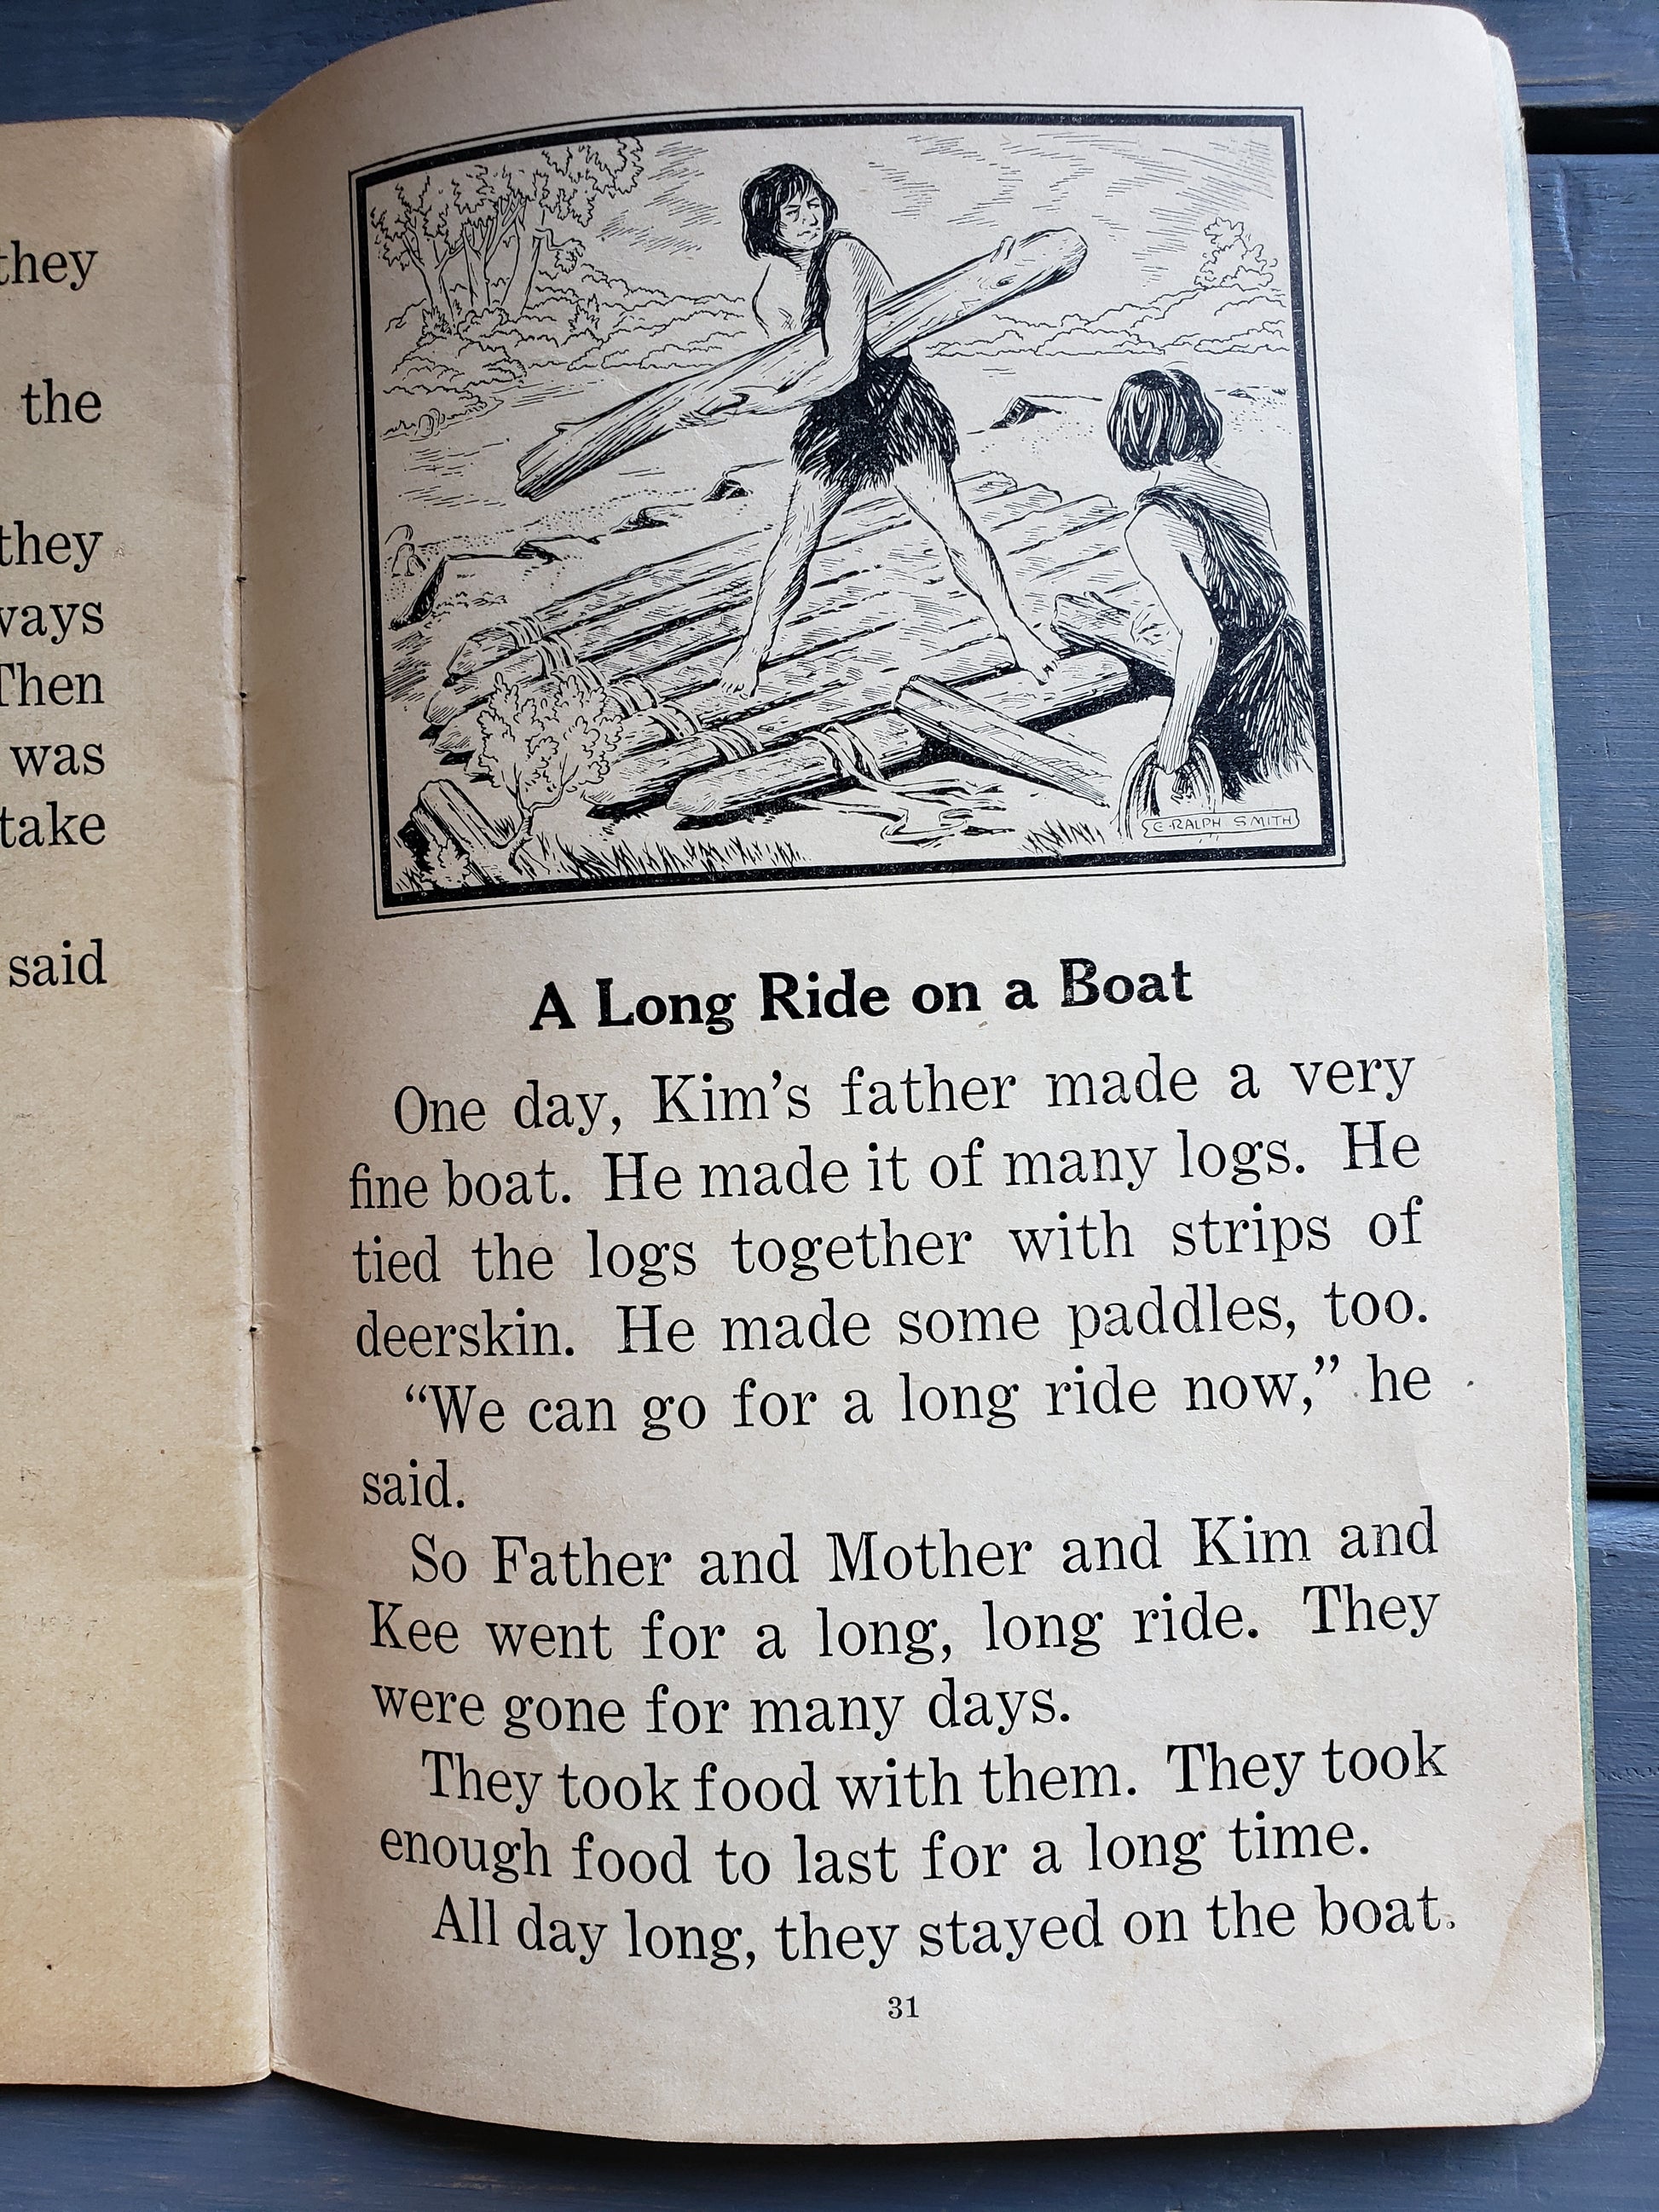 they
the
they
Then
was
take
said
C. RALPH SMITH
A Long Ride on a Boat
One day, Kim's father made a very
fine boat. He made it of many logs. He
tied the logs together with strips of
deerskin. He made some paddles, too.
“We can go for a long ride now,” he
said.
So Father and Mother and Kim and
Kee went for a long, long ride. They
were gone for many days.
They took food with them. They took
enough food to last for a long time.
All day long, they stayed on the boat.
31